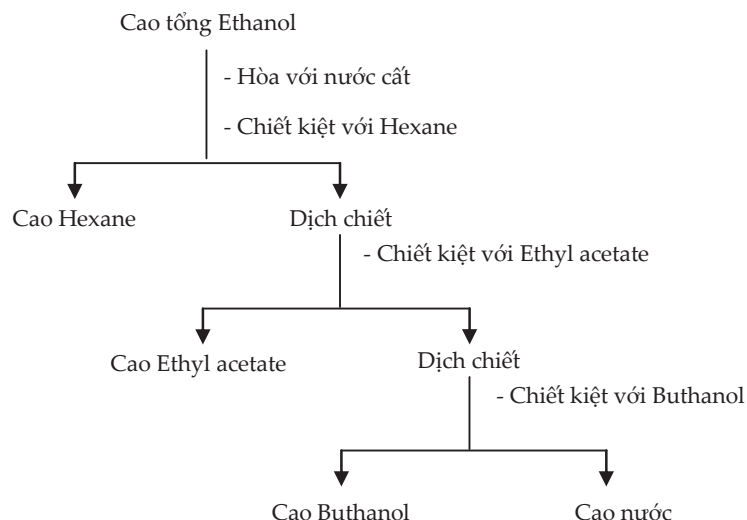 Cao tổng Ethanol
- Hòa với nước cất
- Chiết kiệt với Hexane
Cao Hexane
Dịch chiết
- Chiết kiệt với Ethyl acetate
Cao Ethyl acetate
Dịch chiết
- Chiết kiệt với Buthanol
Cao Buthanol
Cao nước